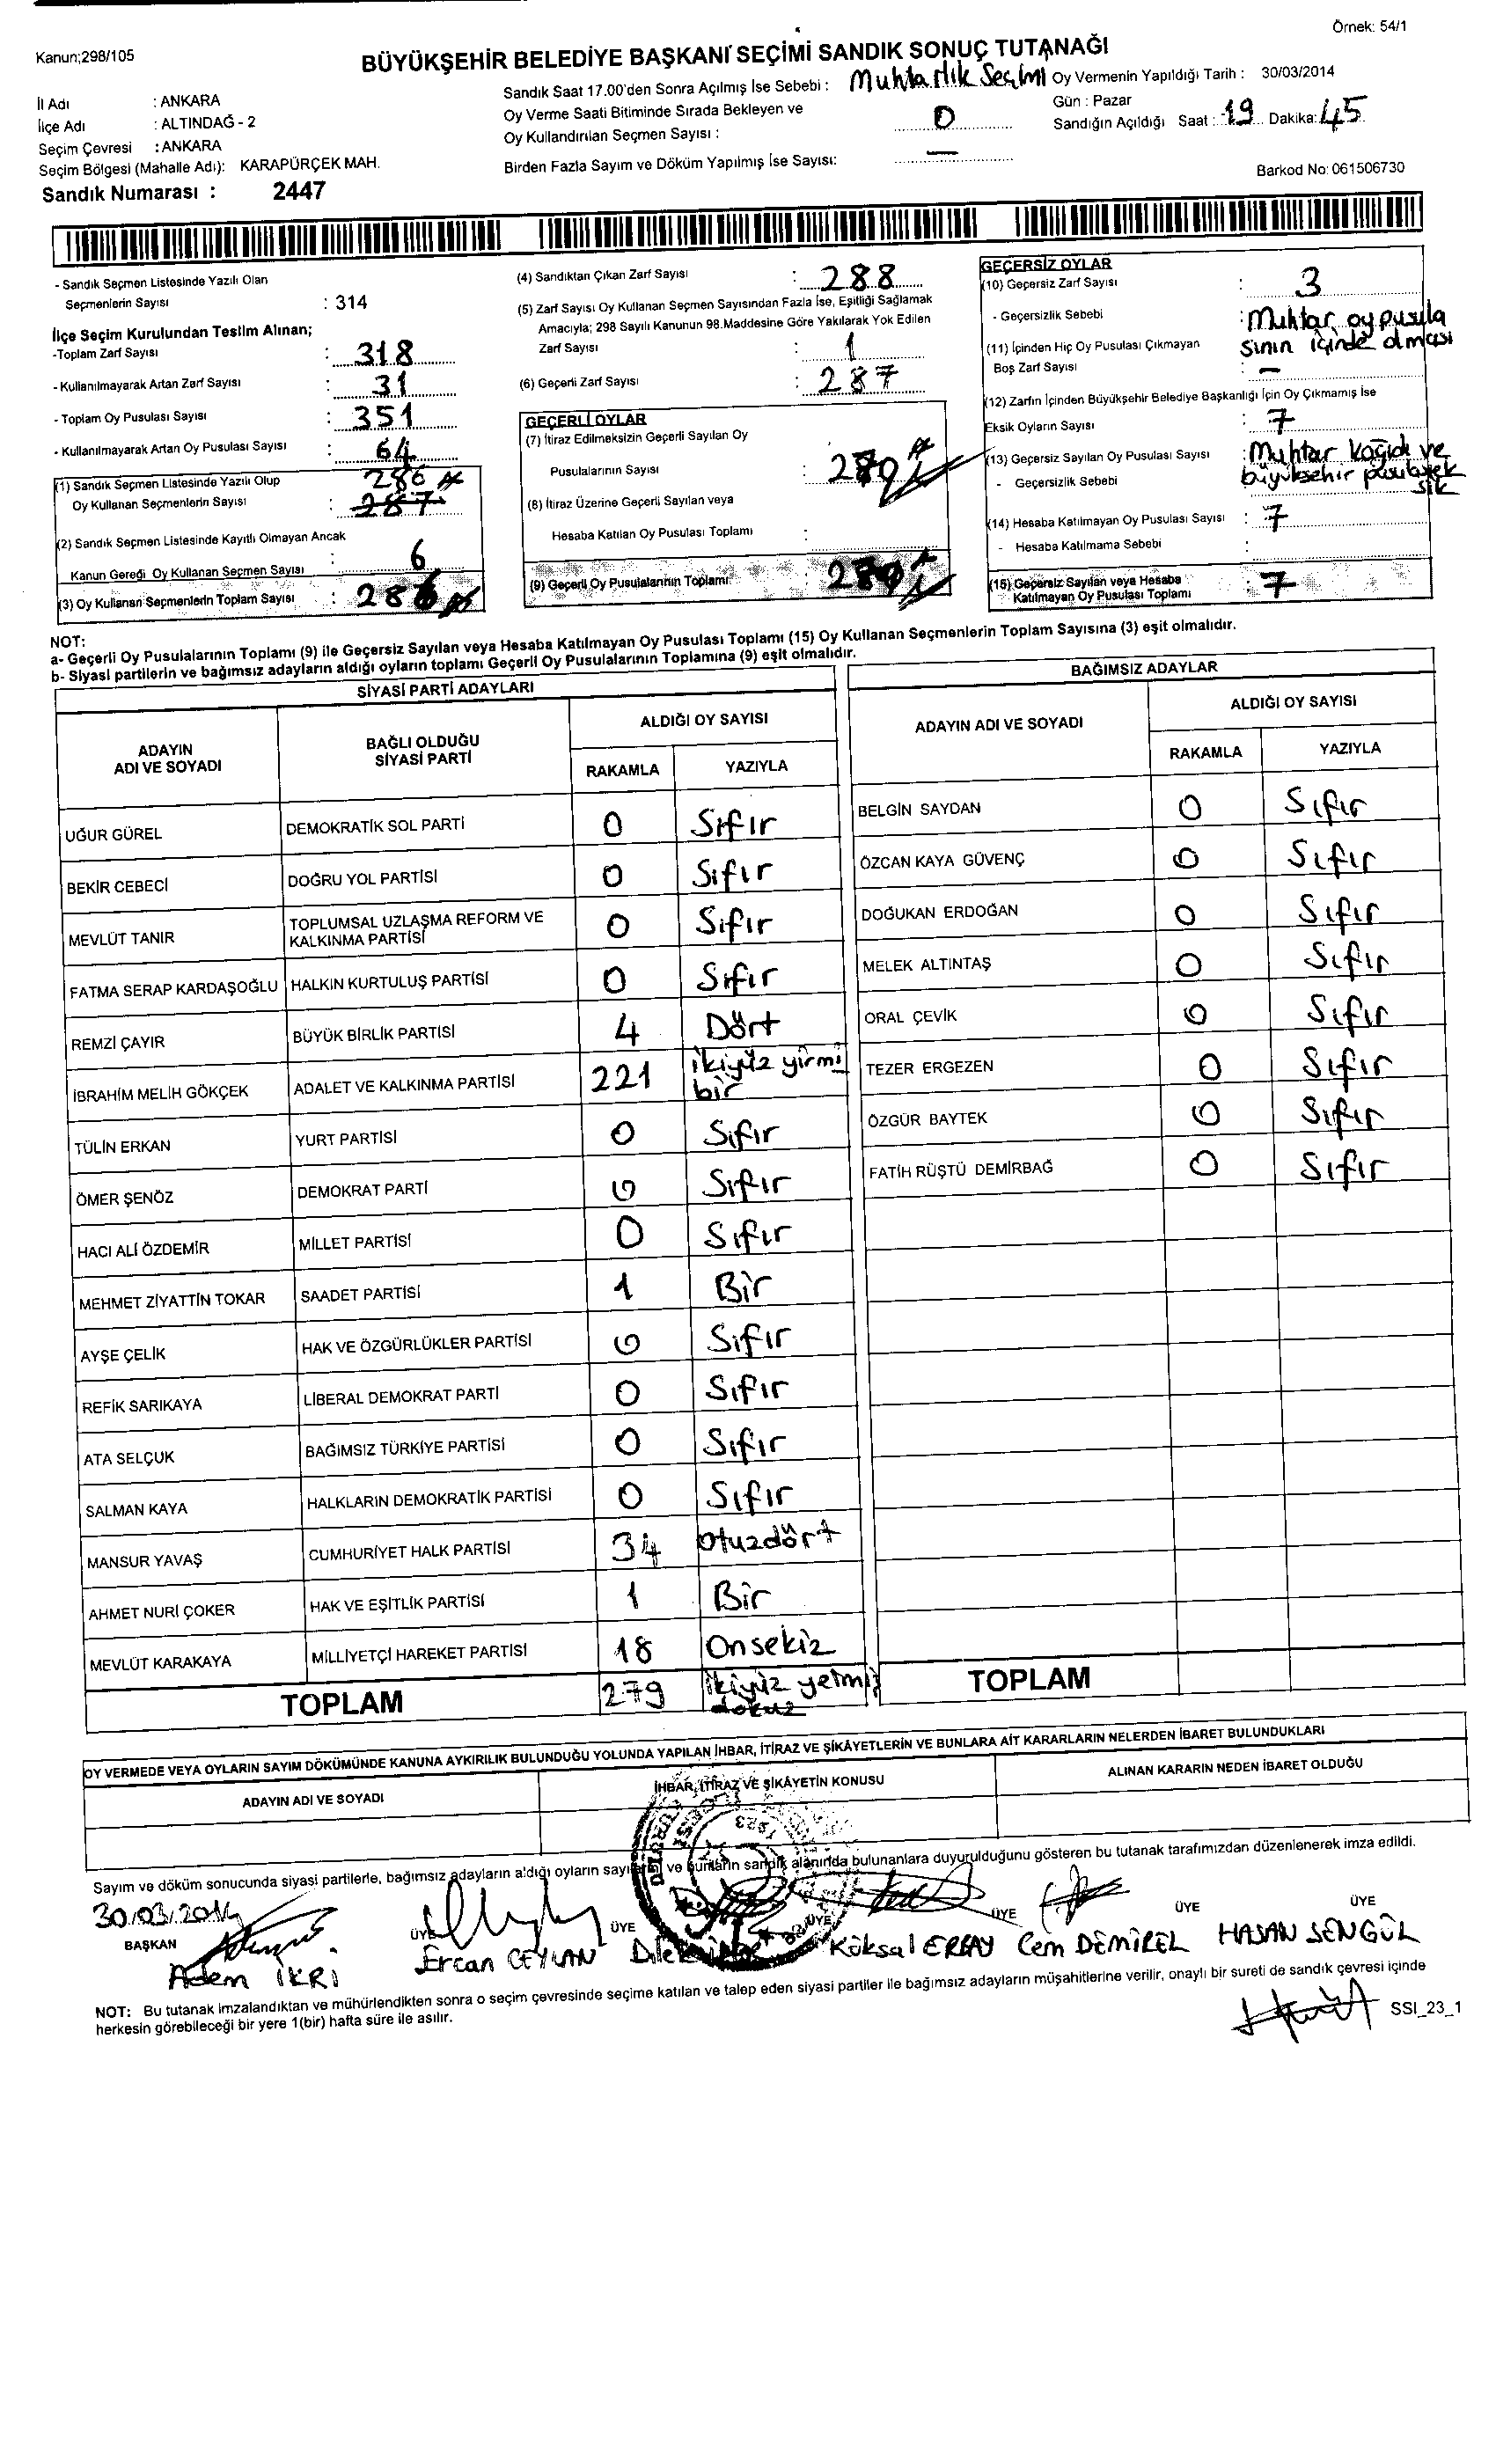 Örnek: 54/1
Kanun;298/105
BÜYÜKŞEHİR BELEDİYE BAŞKANI SEÇİMİ SANDIK SONUÇ TUTANAĞI
İl Adı : ANKARA
İlçe Adı : ALTINDAĞ - 2
Seçim Çevresi : ANKARA
Seçim Bölgesi (Mahalle Adı): KARAPÜRÇEK MAH.
Sandık Numarası : 2447
Sandık Saat 17.00'den Sonra Açılmış İse Sebebi : Muhtarlık Seçimi
Oy Verme Saati Bitiminde Sırada Bekleyen ve
Oy Kullandırılan Seçmen Sayısı : 0
Birden Fazla Sayım ve Döküm Yapılmış İse Sayısı: —
Oy Vermenin Yapıldığı Tarih : 30/03/2014
Gün : Pazar
Sandığın Açıldığı Saat : 19 Dakika: 45
Barkod No: 061506730
- Sandık Seçmen Listesinde Yazılı Olan
Seçmenlerin Sayısı : 314
İlçe Seçim Kurulundan Teslim Alınan;
-Toplam Zarf Sayısı : 318
- Kullanılmayarak Artan Zarf Sayısı : 31
- Toplam Oy Pusulası Sayısı : 351
- Kullanılmayarak Artan Oy Pusulası Sayısı : 64
(1) Sandık Seçmen Listesinde Yazılı Olup 286
Oy Kullanan Seçmenlerin Sayısı : 287
(2) Sandık Seçmen Listesinde Kayıtlı Olmayan Ancak
Kanun Gereği Oy Kullanan Seçmen Sayısı : 6
(3) Oy Kullanan Seçmenlerin Toplam Sayısı : 286
(4) Sandıktan Çıkan Zarf Sayısı : 288
(5) Zarf Sayısı Oy Kullanan Seçmen Sayısından Fazla İse, Eşitliği Sağlamak
Amacıyla; 298 Sayılı Kanunun 98.Maddesine Göre Yakılarak Yok Edilen
Zarf Sayısı : 1
(6) Geçerli Zarf Sayısı : 287
GEÇERLİ OYLAR
(7) İtiraz Edilmeksizin Geçerli Sayılan Oy
Pusulalarının Sayısı :
(8) İtiraz Üzerine Geçerli Sayılan veya
Hesaba Katılan Oy Pusulası Toplamı :
(9) Geçerli Oy Pusulalarının Toplamı :
GEÇERSİZ OYLAR
(10) Geçersiz Zarf Sayısı : 3
- Geçersizlik Sebebi : Muhtar oy pusula
sının içinde olması
(11) İçinden Hiç Oy Pusulası Çıkmayan
Boş Zarf Sayısı : —
(12) Zarfın İçinden Büyükşehir Belediye Başkanlığı İçin Oy Çıkmamış İse
Eksik Oyların Sayısı : 7
(13) Geçersiz Sayılan Oy Pusulası Sayısı : Muhtar kağıdı ve
- Geçersizlik Sebebi büyükşehir
(14) Hesaba Katılmayan Oy Pusulası Sayısı : 7
- Hesaba Katılmama Sebebi :
(15) Geçersiz Sayılan veya Hesaba
Katılmayan Oy Pusulası Toplamı : 7
NOT:
a- Geçerli Oy Pusulalarının Toplamı (9) ile Geçersiz Sayılan veya Hesaba Katılmayan Oy Pusulası Toplamı (15) Oy Kullanan Seçmenlerin Toplam Sayısına (3) eşit olmalıdır.
b- Siyasi partilerin ve bağımsız adayların aldığı oyların toplamı Geçerli Oy Pusulalarının Toplamına (9) eşit olmalıdır.
SİYASİ PARTİ ADAYLARI
ADAYIN ADI VE SOYADI BAĞLI OLDUĞU SİYASİ PARTİ ALDIĞI OY SAYISI
RAKAMLA YAZIYLA
UĞUR GÜREL DEMOKRATİK SOL PARTİ 0 Sıfır
BEKİR CEBECİ DOĞRU YOL PARTİSİ 0 Sıfır
MEVLÜT TANIR TOPLUMSAL UZLAŞMA REFORM VE KALKINMA PARTİSİ 0 Sıfır
FATMA SERAP KARDAŞOĞLU HALKIN KURTULUŞ PARTİSİ 0 Sıfır
REMZİ ÇAYIR BÜYÜK BİRLİK PARTİSİ 4 Dört
İBRAHİM MELİH GÖKÇEK ADALET VE KALKINMA PARTİSİ 221 ikiyüz yirmi bir
TÜLİN ERKAN YURT PARTİSİ 0 Sıfır
ÖMER ŞENÖZ DEMOKRAT PARTİ 0 Sıfır
HACI ALİ ÖZDEMİR MİLLET PARTİSİ 0 Sıfır
MEHMET ZİYATTİN TOKAR SAADET PARTİSİ 1 Bir
AYŞE ÇELİK HAK VE ÖZGÜRLÜKLER PARTİSİ 0 Sıfır
REFİK SARIKAYA LİBERAL DEMOKRAT PARTİ 0 Sıfır
ATA SELÇUK BAĞIMSIZ TÜRKİYE PARTİSİ 0 Sıfır
SALMAN KAYA HALKLARIN DEMOKRATİK PARTİSİ 0 Sıfır
MANSUR YAVAŞ CUMHURİYET HALK PARTİSİ 34 otuzdört
AHMET NURİ ÇOKER HAK VE EŞİTLİK PARTİSİ 1 Bir
MEVLÜT KARAKAYA MİLLİYETÇİ HAREKET PARTİSİ 18 Onsekiz
TOPLAM 279 ikiyüz yetmiş dokuz
BAĞIMSIZ ADAYLAR
ADAYIN ADI VE SOYADI ALDIĞI OY SAYISI
RAKAMLA YAZIYLA
BELGİN SAYDAN 0 Sıfır
ÖZCAN KAYA GÜVENÇ 0 Sıfır
DOĞUKAN ERDOĞAN 0 Sıfır
MELEK ALTINTAŞ 0 Sıfır
ORAL ÇEVİK 0 Sıfır
TEZER ERGEZEN 0 Sıfır
ÖZGÜR BAYTEK 0 Sıfır
FATİH RÜŞTÜ DEMİRBAĞ 0 Sıfır
TOPLAM
OY VERMEDE VEYA OYLARIN SAYIM DÖKÜMÜNDE KANUNA AYKIRILIK BULUNDUĞU YOLUNDA YAPILAN İHBAR, İTİRAZ VE ŞİKÂYETLERİN VE BUNLARA AİT KARARLARIN NELERDEN İBARET BULUNDUKLARI
ADAYIN ADI VE SOYADI İHBAR, İTİRAZ VE ŞİKÂYETİN KONUSU ALINAN KARARIN NEDEN İBARET OLDUĞU
Sayım ve döküm sonucunda siyasi partilerle, bağımsız adayların aldığı oyların sayılarını ve bunların sandık alanında bulunanlara duyurulduğunu gösteren bu tutanak tarafımızdan düzenlenerek imza edildi.
30/03/2014
BAŞKAN ÜYE ÜYE ÜYE ÜYE ÜYE ÜYE
Adem İKRİ Ercan CEYLAN Dilek Köksal ERBAY Cem DEMİREL HASAN ŞENGÜL
NOT: Bu tutanak imzalandıktan ve mühürlendikten sonra o seçim çevresinde seçime katılan ve talep eden siyasi partiler ile bağımsız adayların müşahitlerine verilir, onaylı bir sureti de sandık çevresi içinde
herkesin görebileceği bir yere 1(bir) hafta süre ile asılır.
SSI_23_1